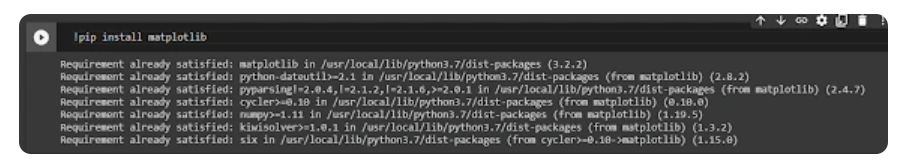 !pip install matplotlib
Requirement already satisfied: matplotlib in /usr/local/lib/python3.7/dist-packages (3.2.2)
Requirement already satisfied: python-dateutil>=2.1 in /usr/local/lib/python3.7/dist-packages (from matplotlib) (2.8.2)
Requirement already satisfied: pyparsing!=2.0.4,!=2.1.2,!=2.1.6,>=2.0.1 in /usr/local/lib/python3.7/dist-packages (from matplotlib) (2.4.7)
Requirement already satisfied: cycler>=0.10 in /usr/local/lib/python3.7/dist-packages (from matplotlib) (0.10.0)
Requirement already satisfied: numpy>=1.11 in /usr/local/lib/python3.7/dist-packages (from matplotlib) (1.19.5)
Requirement already satisfied: kiwisolver>=1.0.1 in /usr/local/lib/python3.7/dist-packages (from matplotlib) (1.3.2)
Requirement already satisfied: six in /usr/local/lib/python3.7/dist-packages (from cycler>=0.10->matplotlib) (1.15.0)